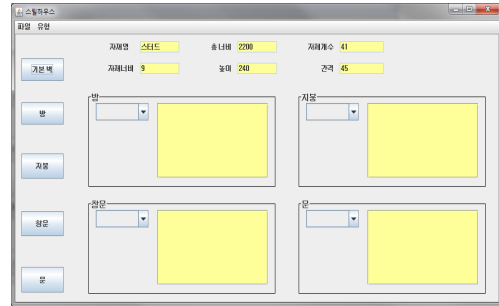 스틸하우스
파일 유형
자재명 스터드 총너비 2200 자재개수 41
기본 벽 자재너비 9 높이 240 간격 45
방 지붕
방
지붕
창문 문
창문
문